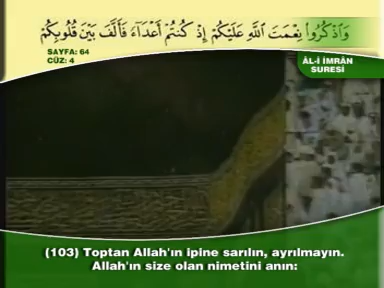 وَاذْكُرُوا نِعْمَتَ اللَّهِ عَلَيْكُمْ إِذْ كُنْتُمْ أَعْدَاءً فَأَلَّفَ بَيْنَ قُلُوبِكُمْ
SAYFA: 64
CÜZ: 4
ÂL-İ İMRÂN
SURESİ
(103) Toptan Allah'ın ipine sarılın, ayrılmayın.
Allah'ın size olan nimetini anın: